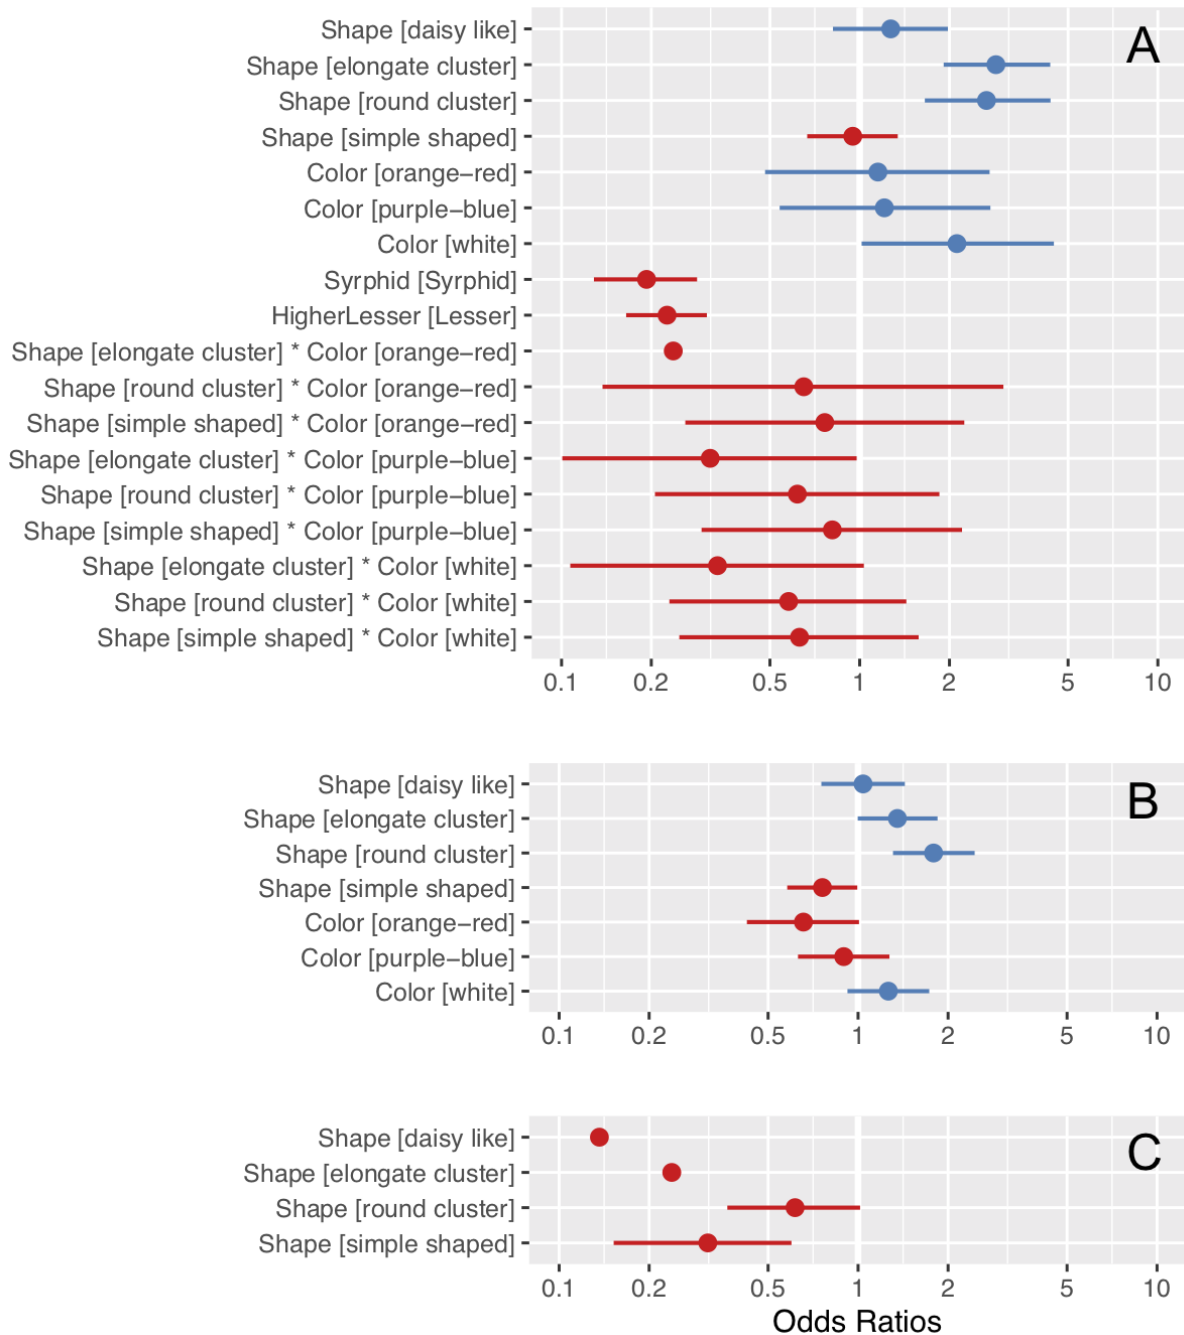 Shape [daisy like]
A
Shape [elongate cluster]
Shape [round cluster]
Shape [simple shaped]
Color [orange−red]
Color [purple−blue]
Color [white]
Syrphid [Syrphid]
HigherLesser [Lesser]
Shape [elongate cluster] * Color [orange−red]
Shape [round cluster] * Color [orange−red]
Shape [simple shaped] * Color [orange−red]
Shape [elongate cluster] * Color [purple−blue]
Shape [round cluster] * Color [purple−blue]
Shape [simple shaped] * Color [purple−blue]
Shape [elongate cluster] * Color [white]
Shape [round cluster] * Color [white]
Shape [simple shaped] * Color [white]
0.1 0.2 0.5 1 2 5 10
Shape [daisy like]
B
Shape [elongate cluster]
Shape [round cluster]
Shape [simple shaped]
Color [orange−red]
Color [purple−blue]
Color [white]
0.1 0.2 0.5 1 2 5 10
Shape [daisy like]
C
Shape [elongate cluster]
Shape [round cluster]
Shape [simple shaped]
0.1 0.2 0.5 1 2 5 10
Odds Ratios